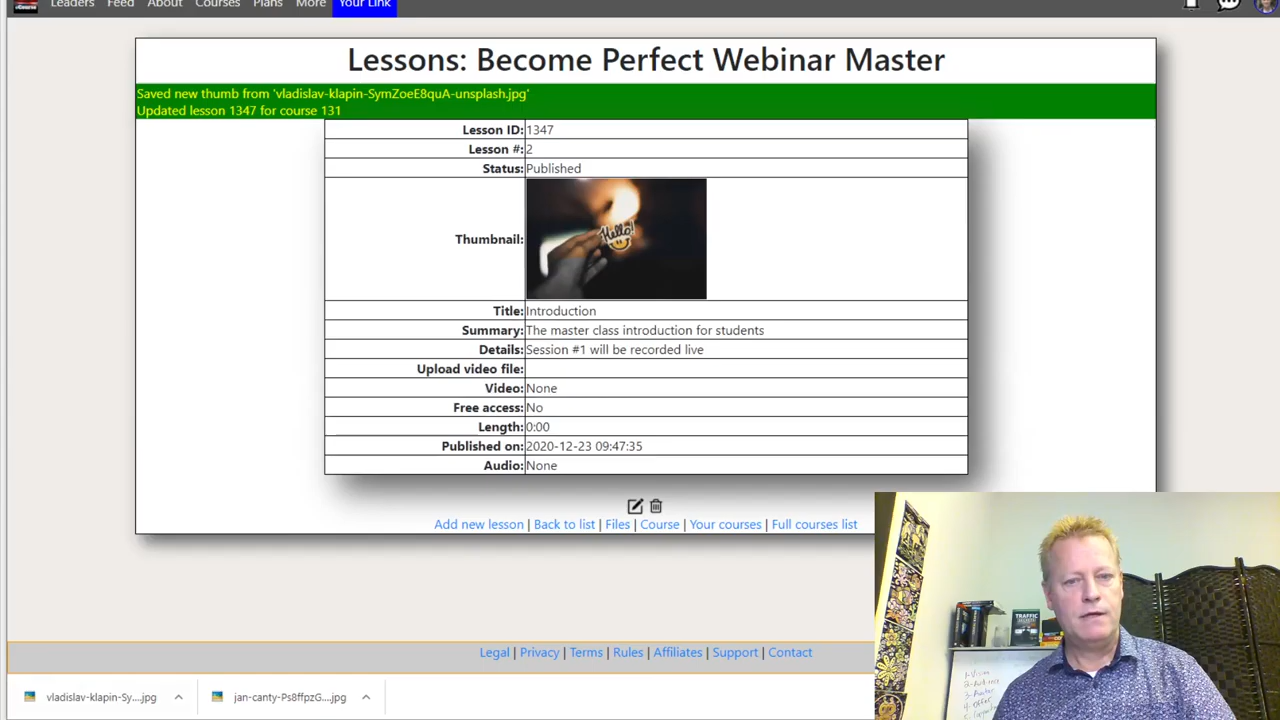 Leaders Feed About Courses Plans More Your Link
Lessons: Become Perfect Webinar Master
Saved new thumb from 'vladislav-klapin-SymZoeE8quA-unsplash.jpg'
Updated lesson 1347 for course 131
Lesson ID: 1347
Lesson #: 2
Status: Published
Thumbnail:
Hello!
Title: Introduction
Summary: The master class introduction for students
Details: Session #1 will be recorded live
Upload video file:
Video: None
Free access: No
Length: 0:00
Published on: 2020-12-23 09:47:35
Audio: None
Add new lesson | Back to list | Files | Course | Your courses | Full courses list
TRAFFIC
Legal | Privacy | Terms | Rules | Affiliates | Support | Contact
vladislav-klapin-Sy....jpg jan-canty-Ps8ffpzG....jpg